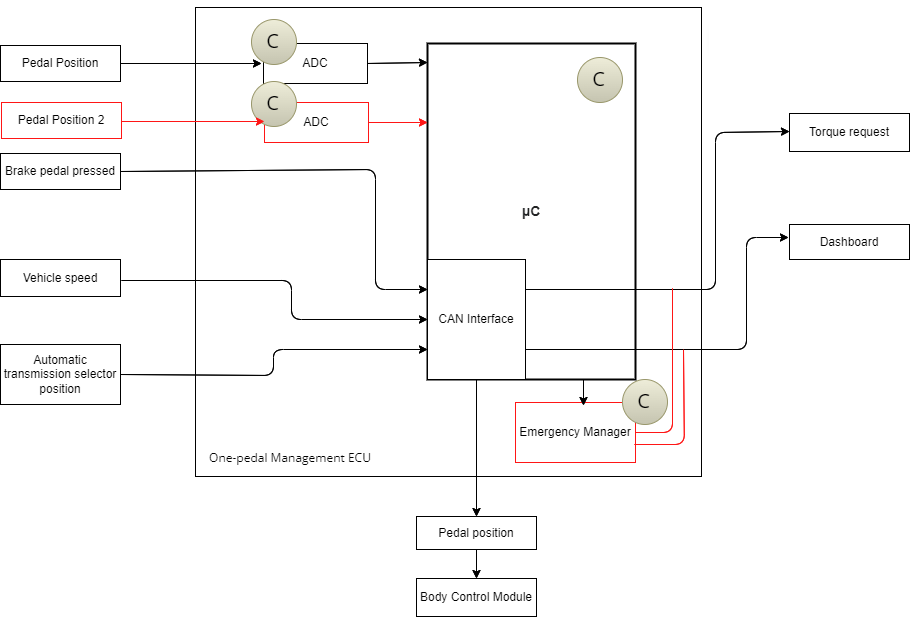 Pedal Position
C
ADC
C
Pedal Position 2
C
ADC
Torque request
Brake pedal pressed
µC
Dashboard
Vehicle speed
CAN Interface
Automatic
transmission selector
position
C
Emergency Manager
One-pedal Management ECU
Pedal position
Body Control Module